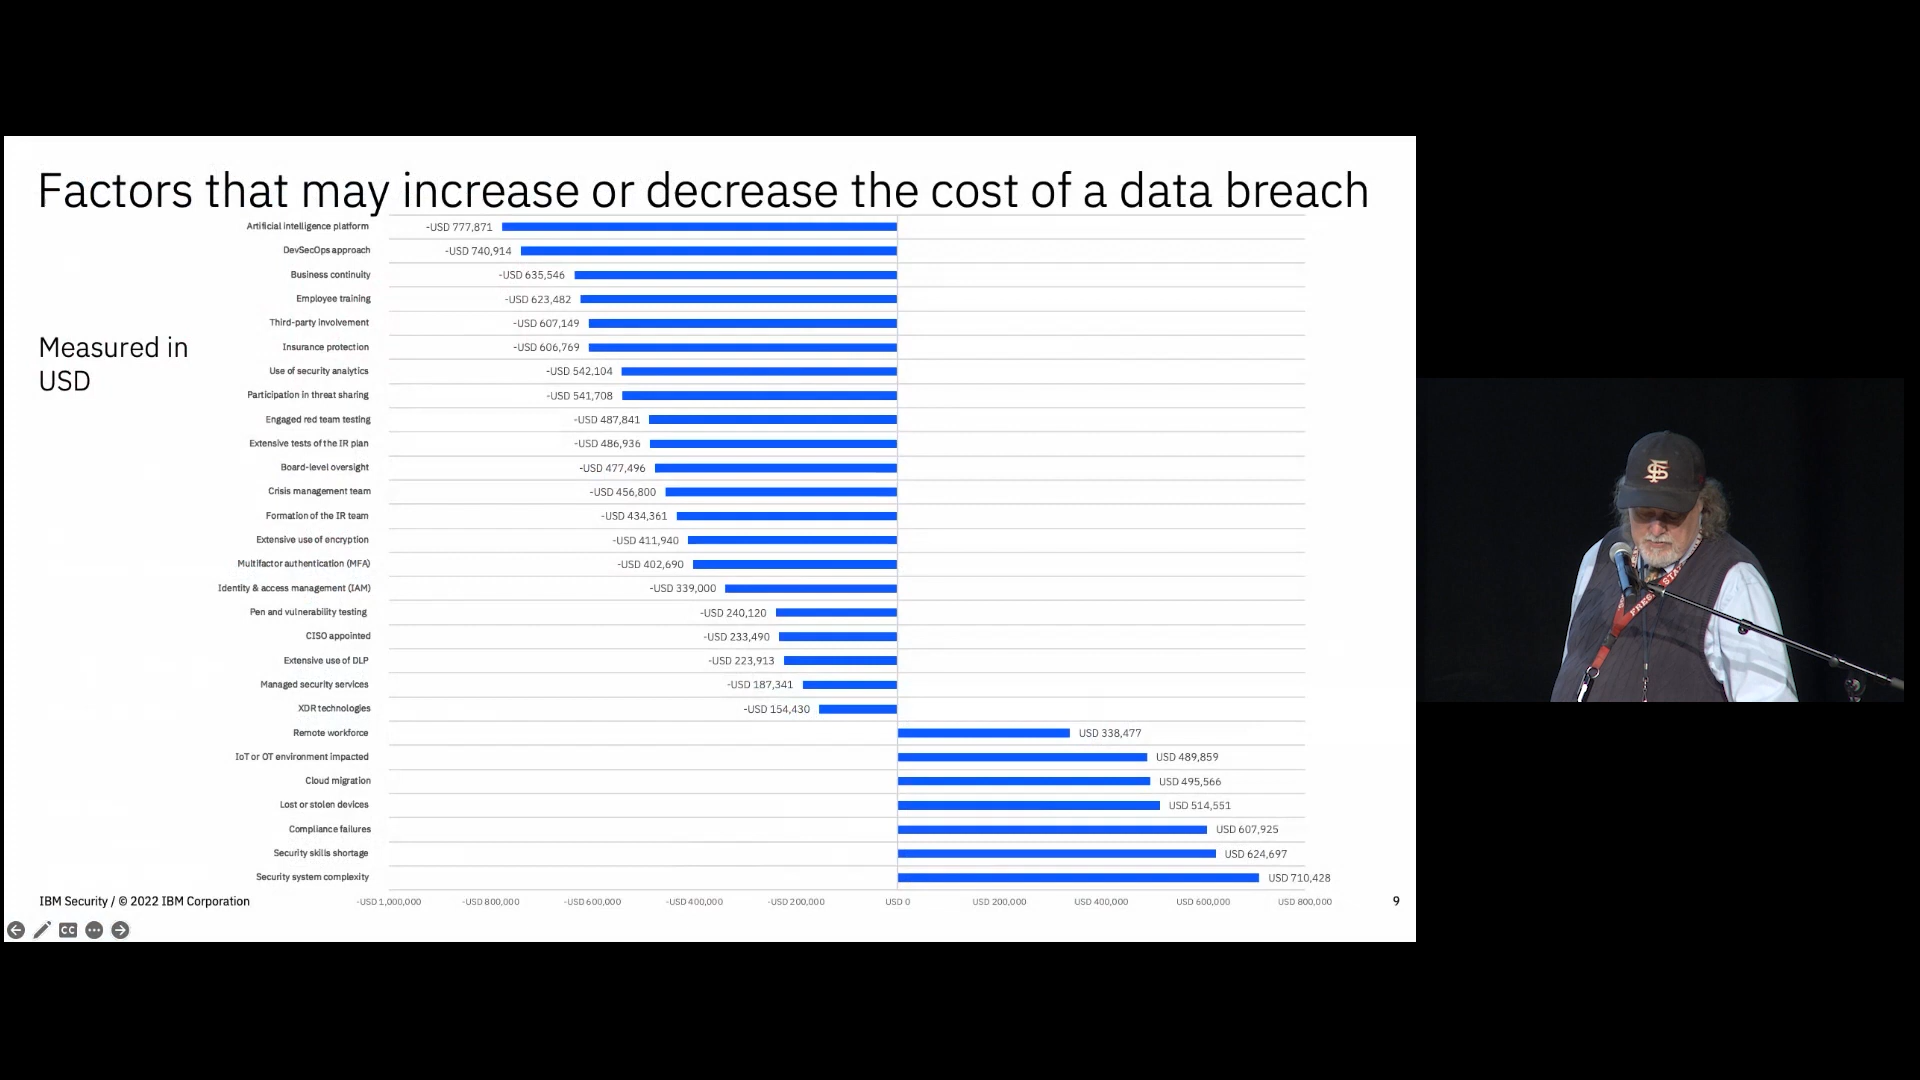 Factors that may increase or decrease the cost of a data breach
Measured in
USD
Artificial intelligence platform -USD 777,871
DevSecOps approach -USD 740,914
Business continuity -USD 635,546
Employee training -USD 623,482
Third-party involvement -USD 607,149
Insurance protection -USD 606,769
Use of security analytics -USD 542,104
Participation in threat sharing -USD 541,708
Engaged red team testing -USD 487,841
Extensive tests of the IR plan -USD 486,936
Board-level oversight -USD 477,496
Crisis management team -USD 456,800
Formation of the IR team -USD 434,361
Extensive use of encryption -USD 411,940
Multifactor authentication (MFA) -USD 402,690
Identity & access management (IAM) -USD 339,000
Pen and vulnerability testing -USD 240,120
CISO appointed -USD 233,490
Extensive use of DLP -USD 223,913
Managed security services -USD 187,341
XDR technologies -USD 154,430
Remote workforce USD 338,477
IoT or OT environment impacted USD 489,859
Cloud migration USD 495,566
Lost or stolen devices USD 514,551
Compliance failures USD 607,925
Security skills shortage USD 624,697
Security system complexity USD 710,428
-USD 1,000,000 -USD 800,000 -USD 600,000 -USD 400,000 -USD 200,000 USD 0 USD 200,000 USD 400,000 USD 600,000 USD 800,000
IBM Security / © 2022 IBM Corporation 9
CC